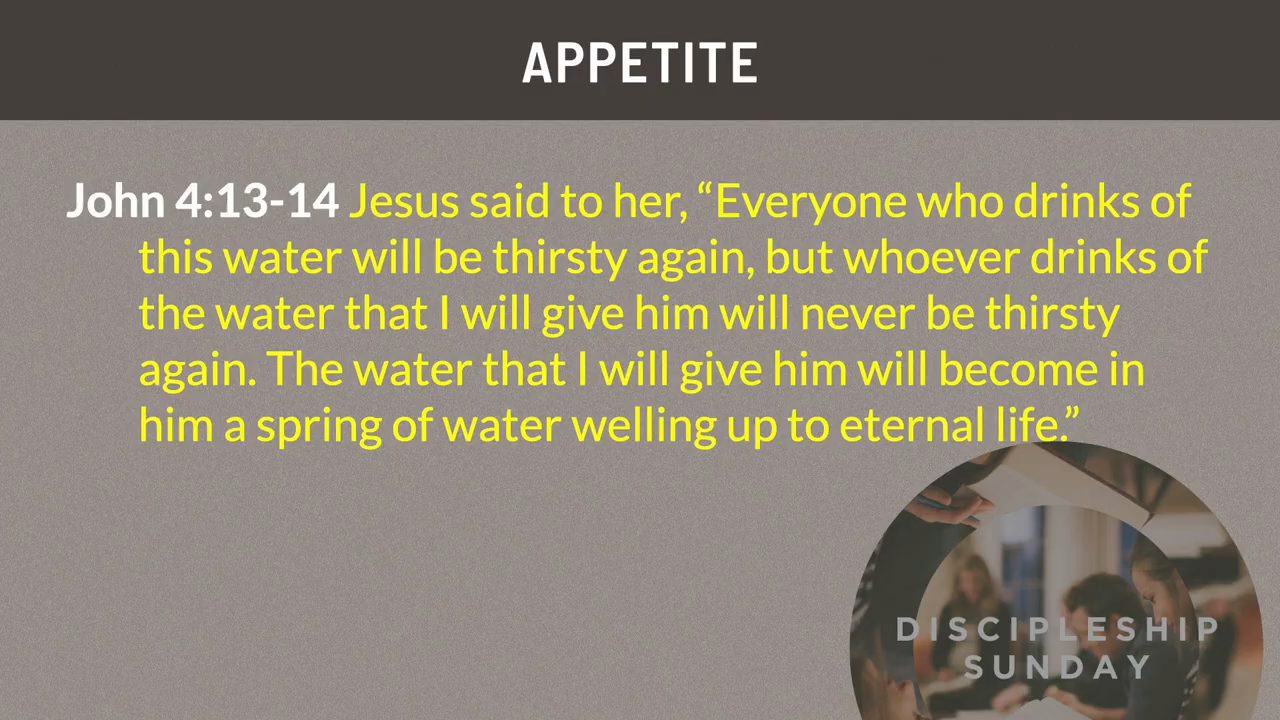 APPETITE
John 4:13-14 Jesus said to her, “Everyone who drinks of
this water will be thirsty again, but whoever drinks of
the water that I will give him will never be thirsty
again. The water that I will give him will become in
him a spring of water welling up to eternal life.”
DISCIPLESHIP
SUNDAY